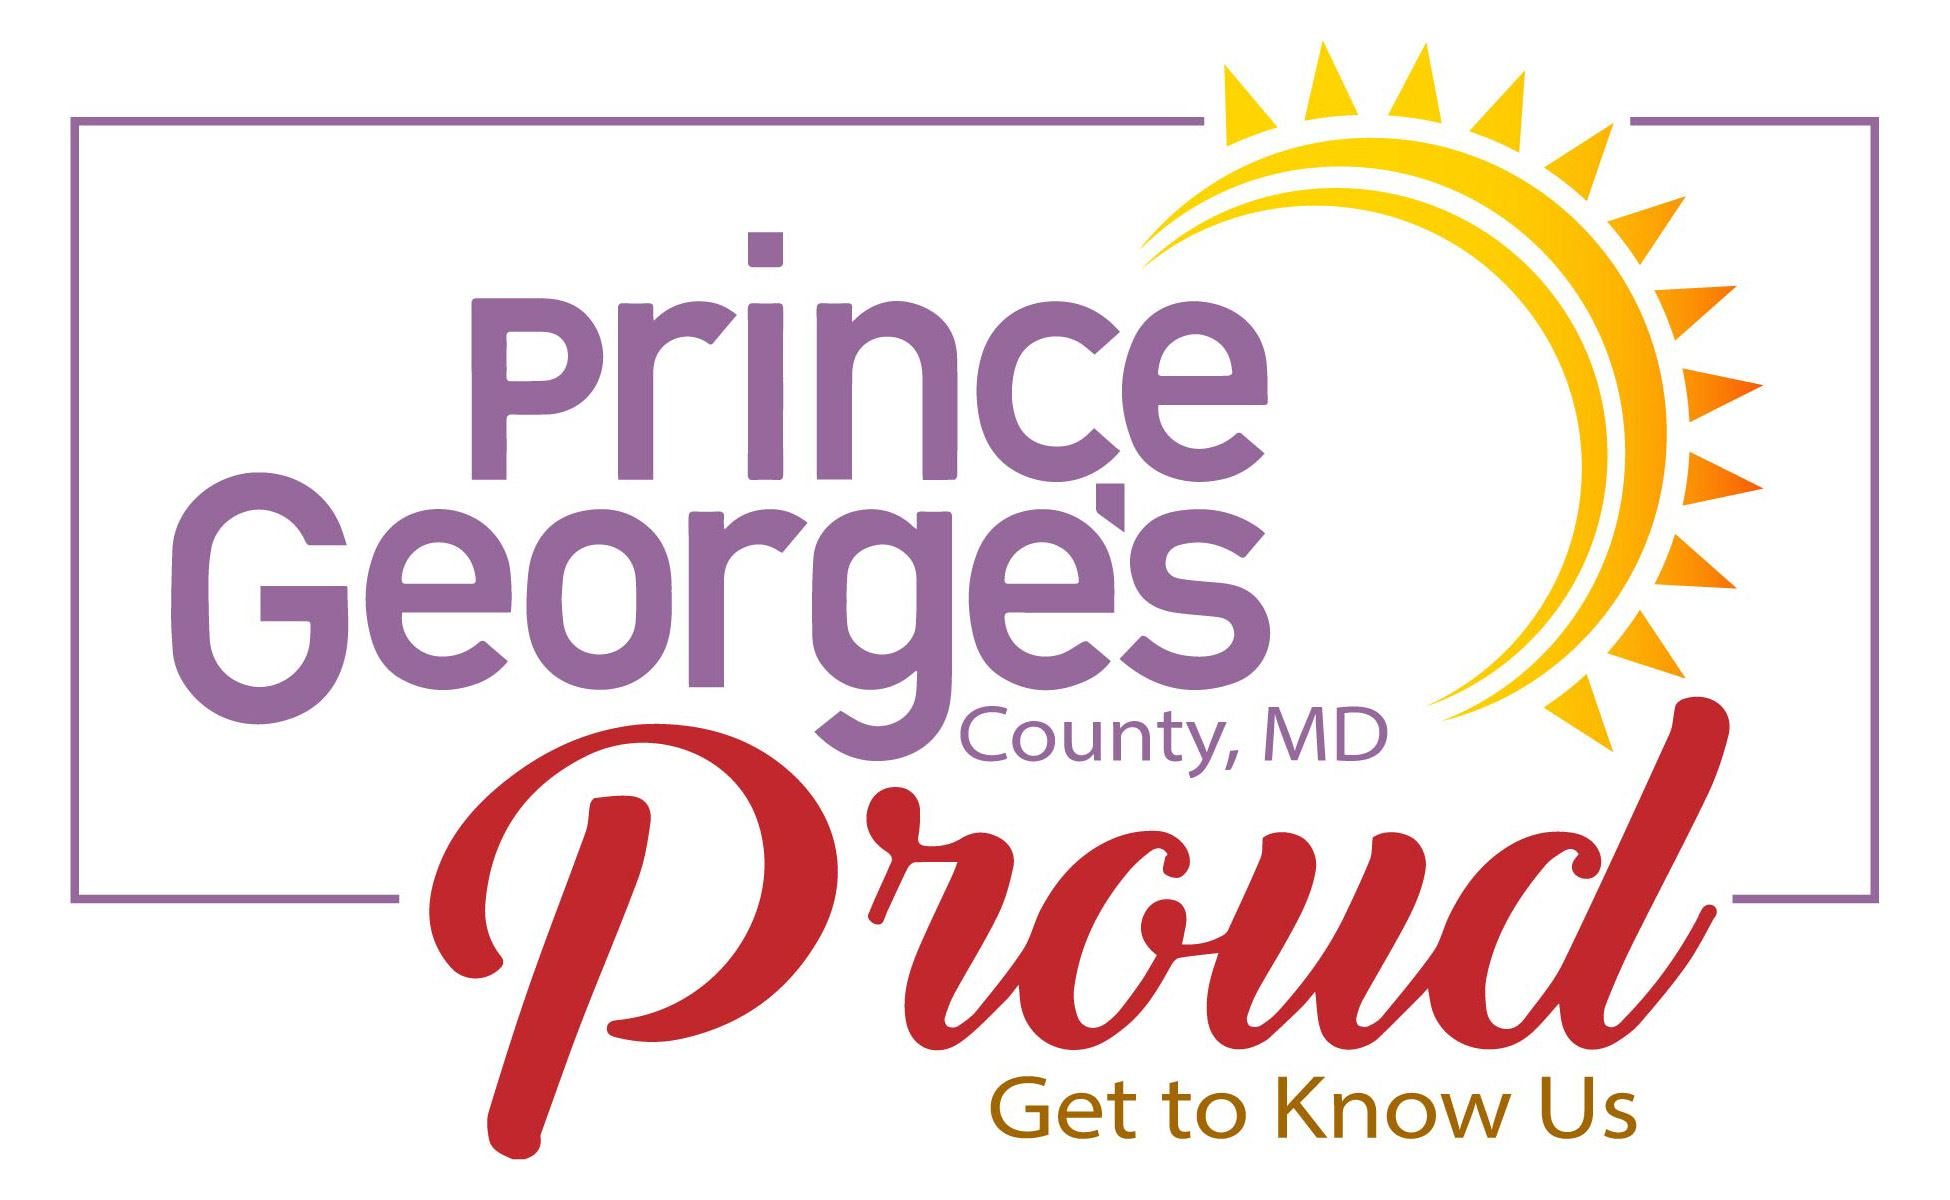 Prince
George's
County, MD
Proud
Get to Know Us